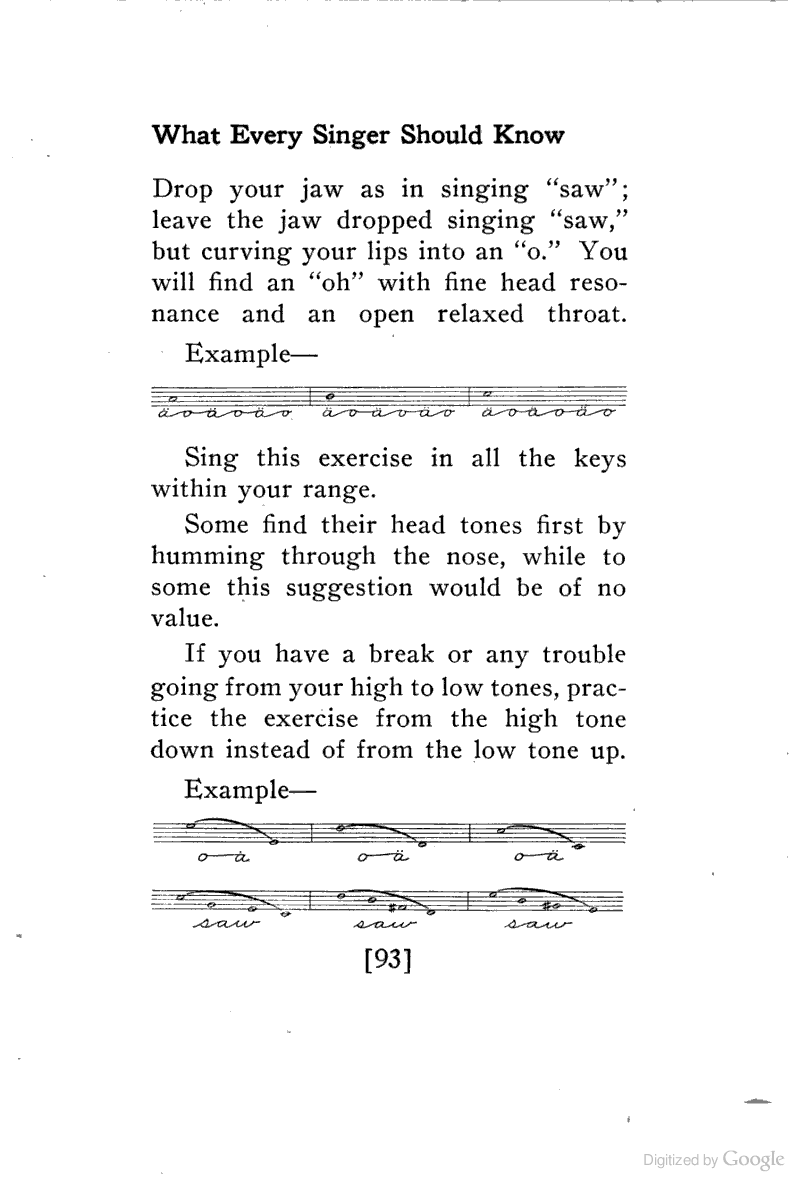 What Every Singer Should Know
Drop your jaw as in singing “saw”;
leave the jaw dropped singing “saw,”
but curving your lips into an “o.” You
will find an “oh” with fine head reso-
nance and an open relaxed throat.
Example—
ä—o—ä—o—ä—o ä—o—ä—o—ä—o ä—o—ä—o—ä—o
Sing this exercise in all the keys
within your range.
Some find their head tones first by
humming through the nose, while to
some this suggestion would be of no
value.
If you have a break or any trouble
going from your high to low tones, prac-
tice the exercise from the high tone
down instead of from the low tone up.
Example—
o—ä o—ä o—ä
saw saw saw
[93]
Digitized by Google